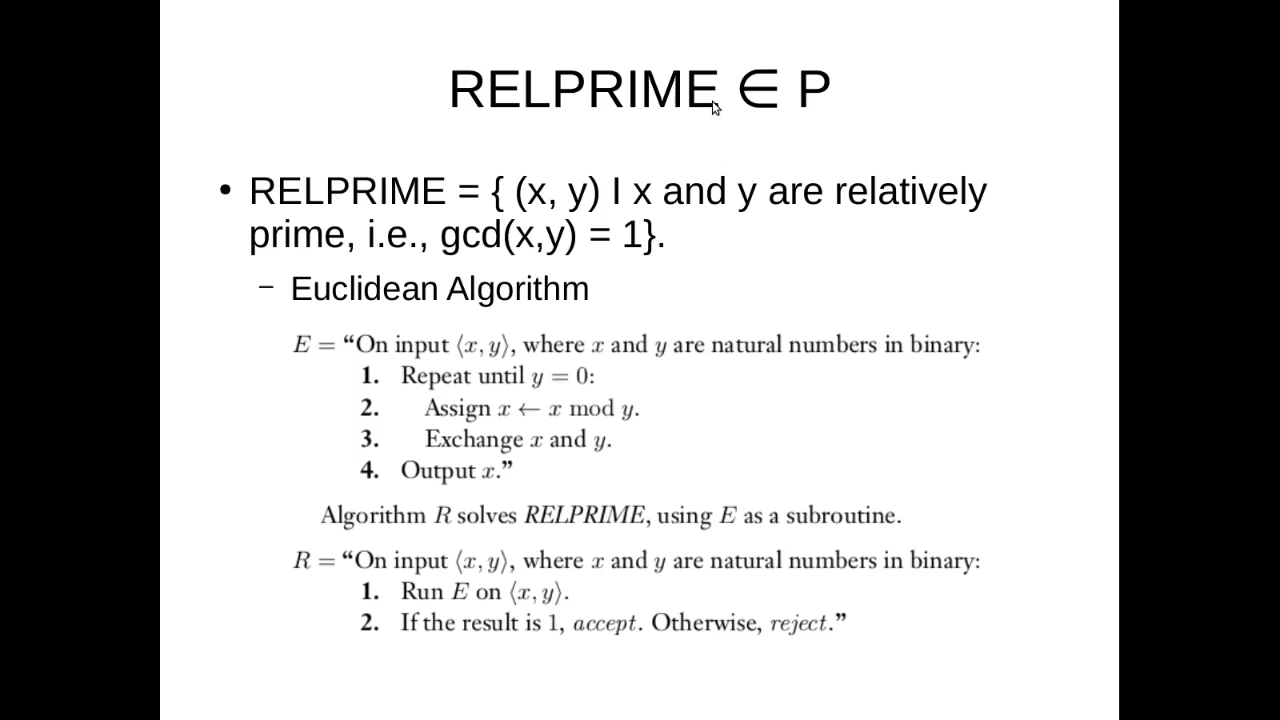 RELPRIME ∈ P
• RELPRIME = { (x, y) I x and y are relatively
prime, i.e., gcd(x,y) = 1}.
– Euclidean Algorithm
E = “On input ⟨x, y⟩, where x and y are natural numbers in binary:
1. Repeat until y = 0:
2. Assign x ← x mod y.
3. Exchange x and y.
4. Output x.”
Algorithm R solves RELPRIME, using E as a subroutine.
R = “On input ⟨x, y⟩, where x and y are natural numbers in binary:
1. Run E on ⟨x, y⟩.
2. If the result is 1, accept. Otherwise, reject.”